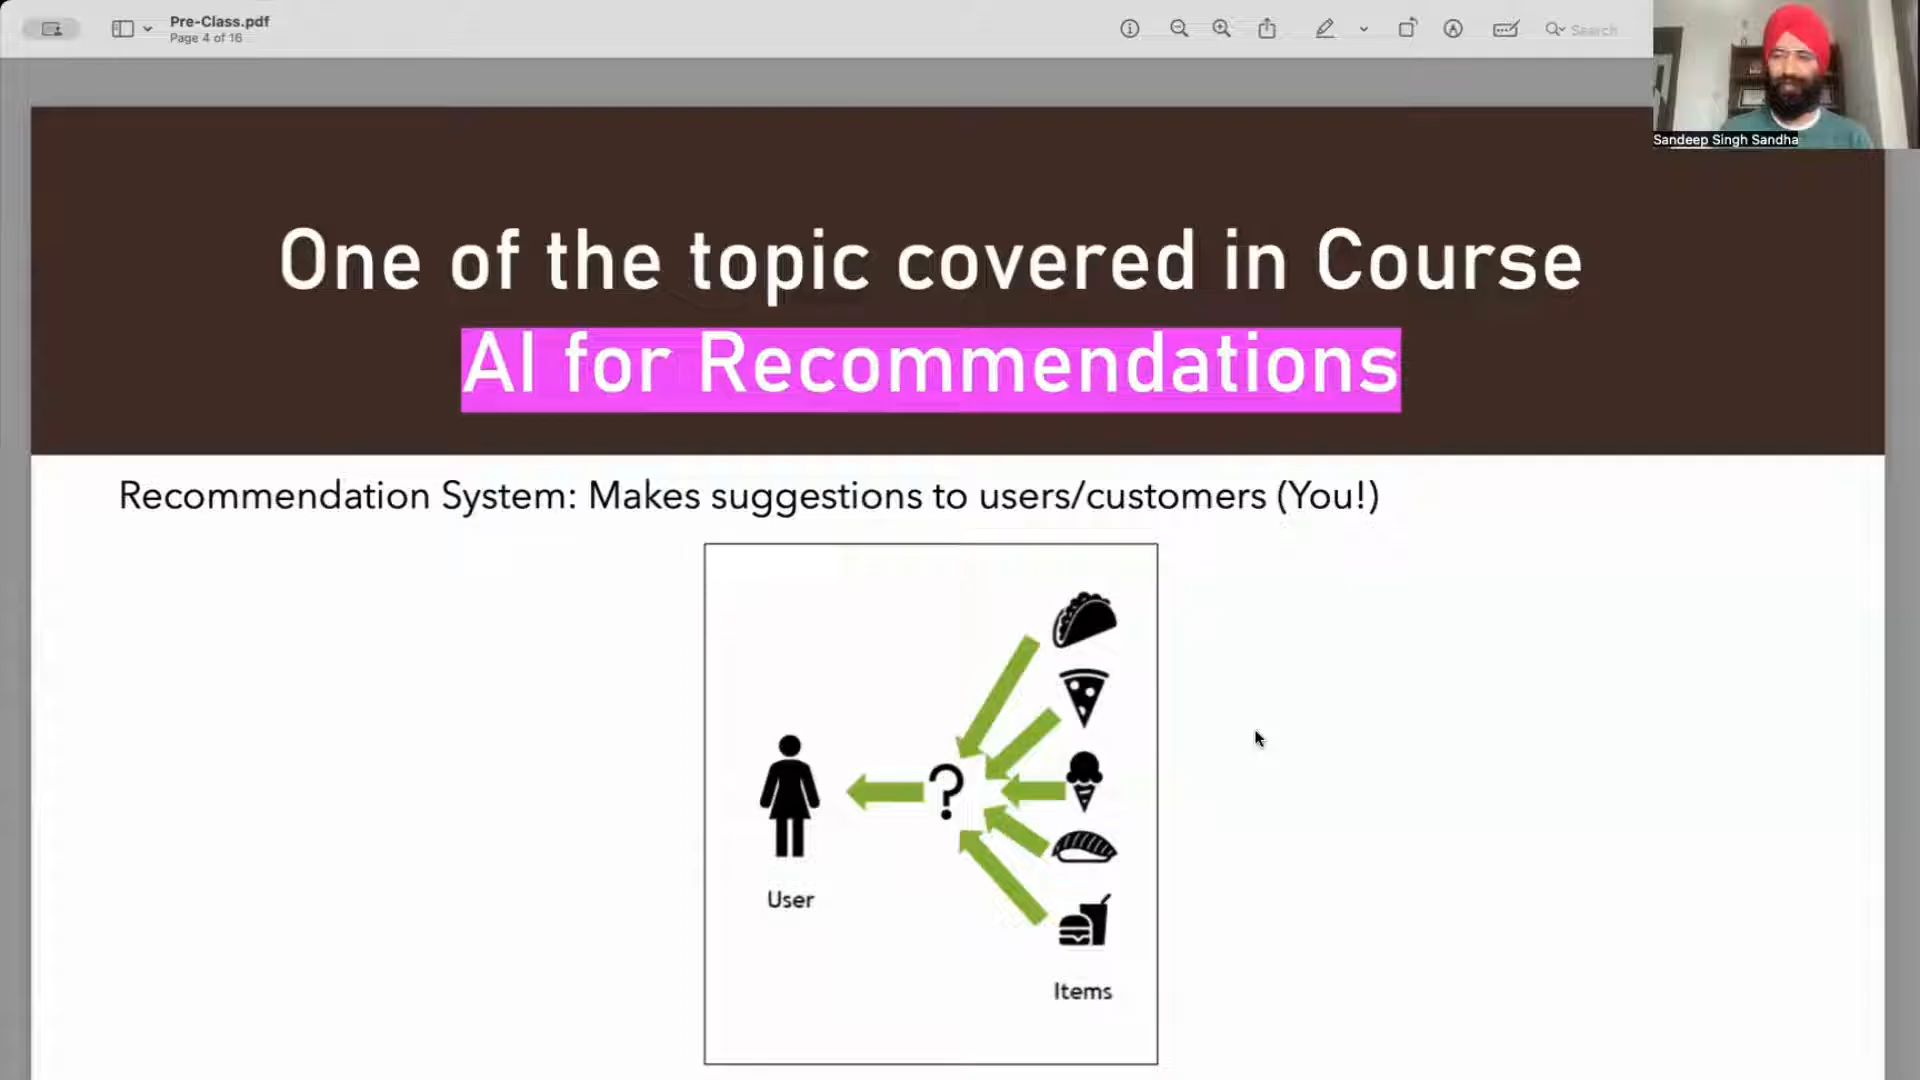 Pre-Class.pdf
Page 4 of 16
Search
Sandeep Singh Sandha
One of the topic covered in Course
AI for Recommendations
Recommendation System: Makes suggestions to users/customers (You!)
?
User
Items